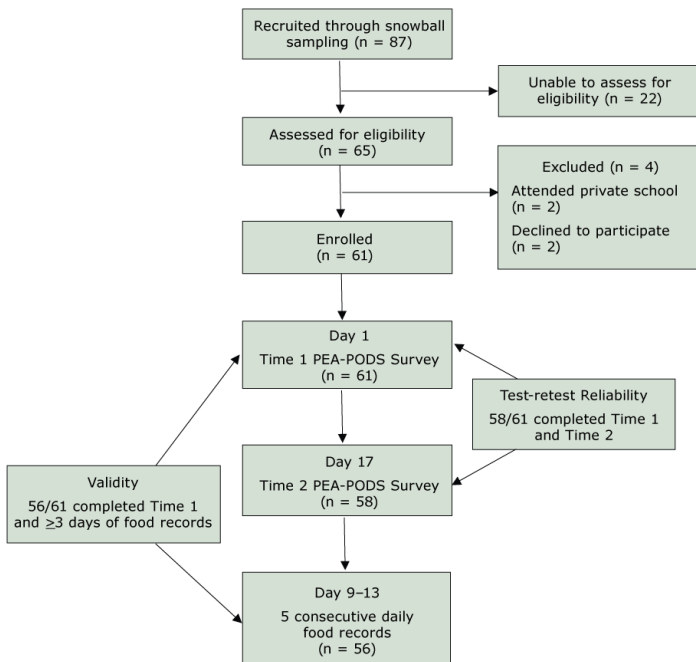 Recruited through snowball
sampling (n = 87)
Unable to assess for
eligibility (n = 22)
Assessed for eligibility
(n = 65)
Excluded (n = 4)
Attended private school
(n = 2)
Declined to participate
(n = 2)
Enrolled
(n = 61)
Day 1
Time 1 PEA-PODS Survey
(n = 61)
Test-retest Reliability
58/61 completed Time 1
and Time 2
Day 17
Time 2 PEA-PODS Survey
(n = 58)
Validity
56/61 completed Time 1
and ≥3 days of food records
Day 9–13
5 consecutive daily
food records
(n = 56)